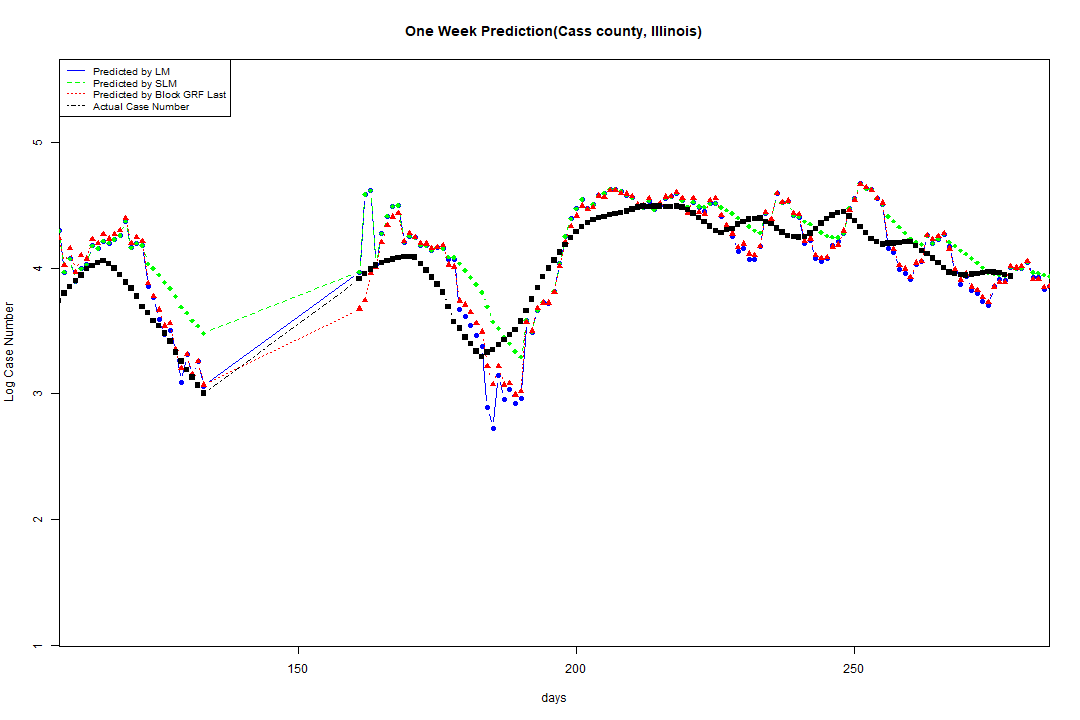 One Week Prediction(Cass county, Illinois)
Predicted by LM
Predicted by SLM
Predicted by Block GRF Last
Actual Case Number
5
4
3
2
1
Log Case Number
150
200
250
days